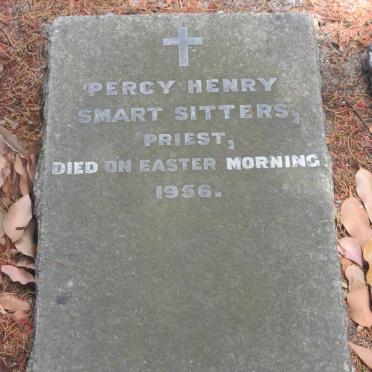 PERCY HENRY
SMART SITTERS,
PRIEST,
DIED ON EASTER MORNING
1956.